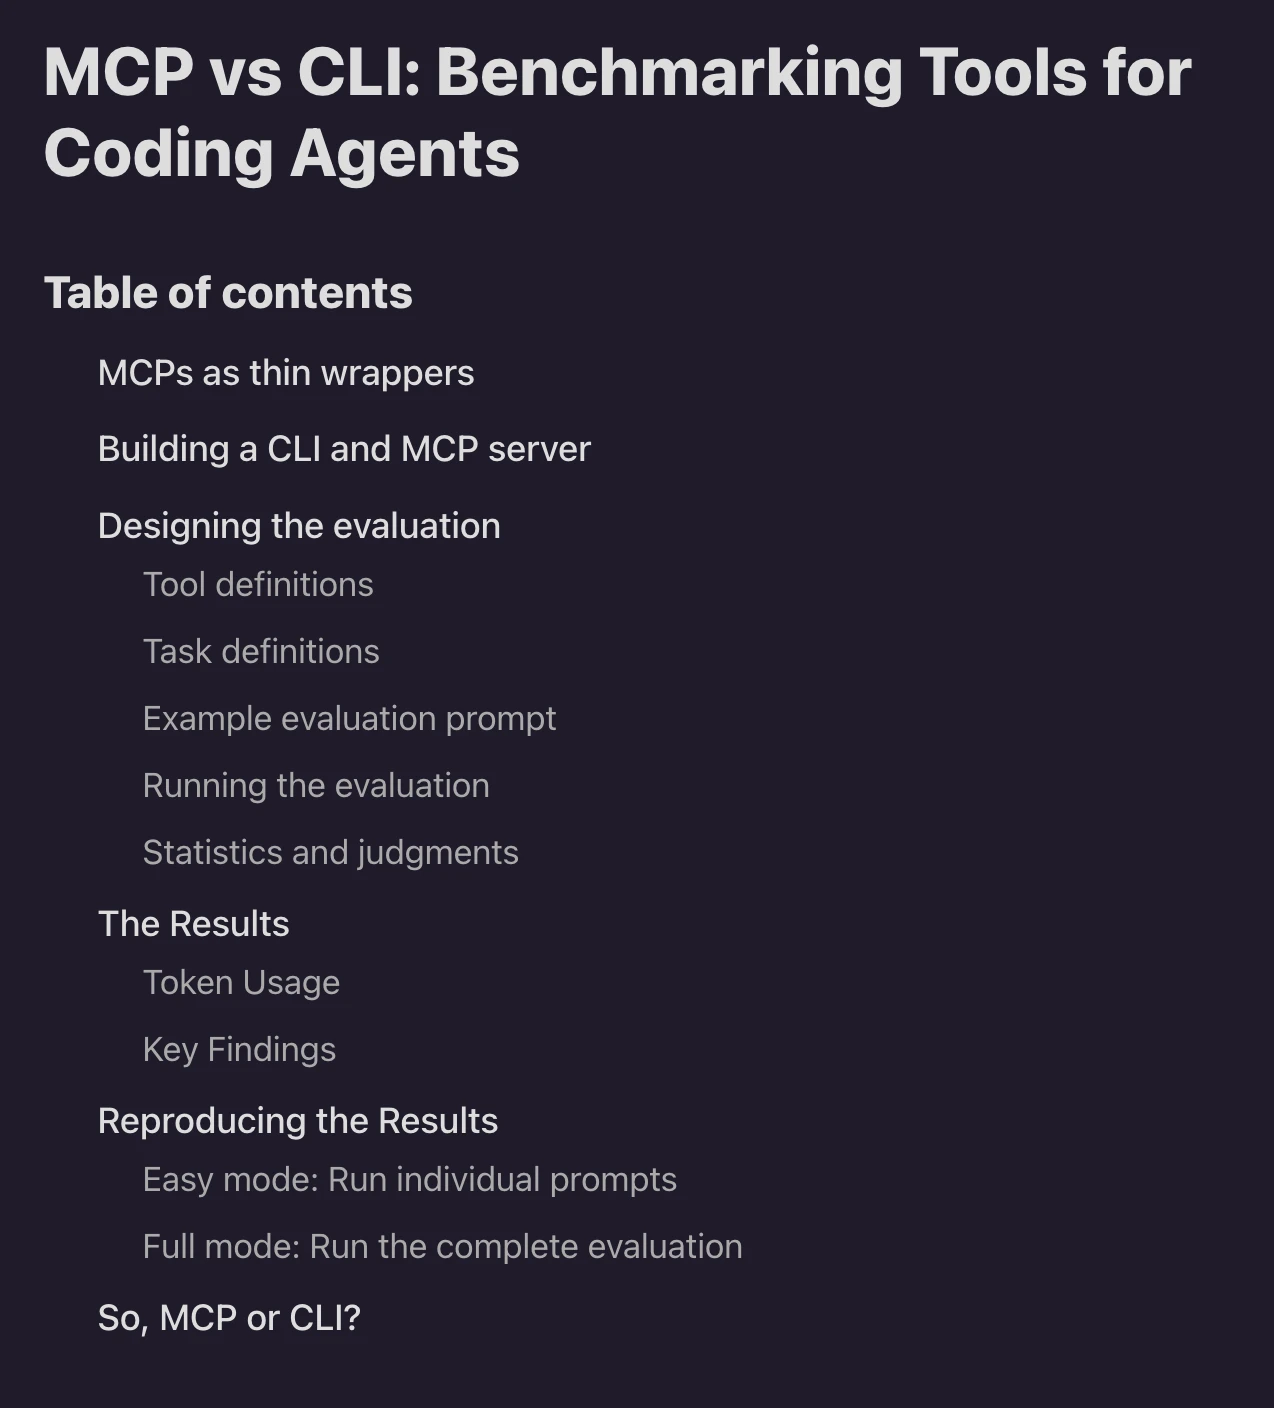 MCP vs CLI: Benchmarking Tools for
Coding Agents
Table of contents
MCPs as thin wrappers
Building a CLI and MCP server
Designing the evaluation
Tool definitions
Task definitions
Example evaluation prompt
Running the evaluation
Statistics and judgments
The Results
Token Usage
Key Findings
Reproducing the Results
Easy mode: Run individual prompts
Full mode: Run the complete evaluation
So, MCP or CLI?